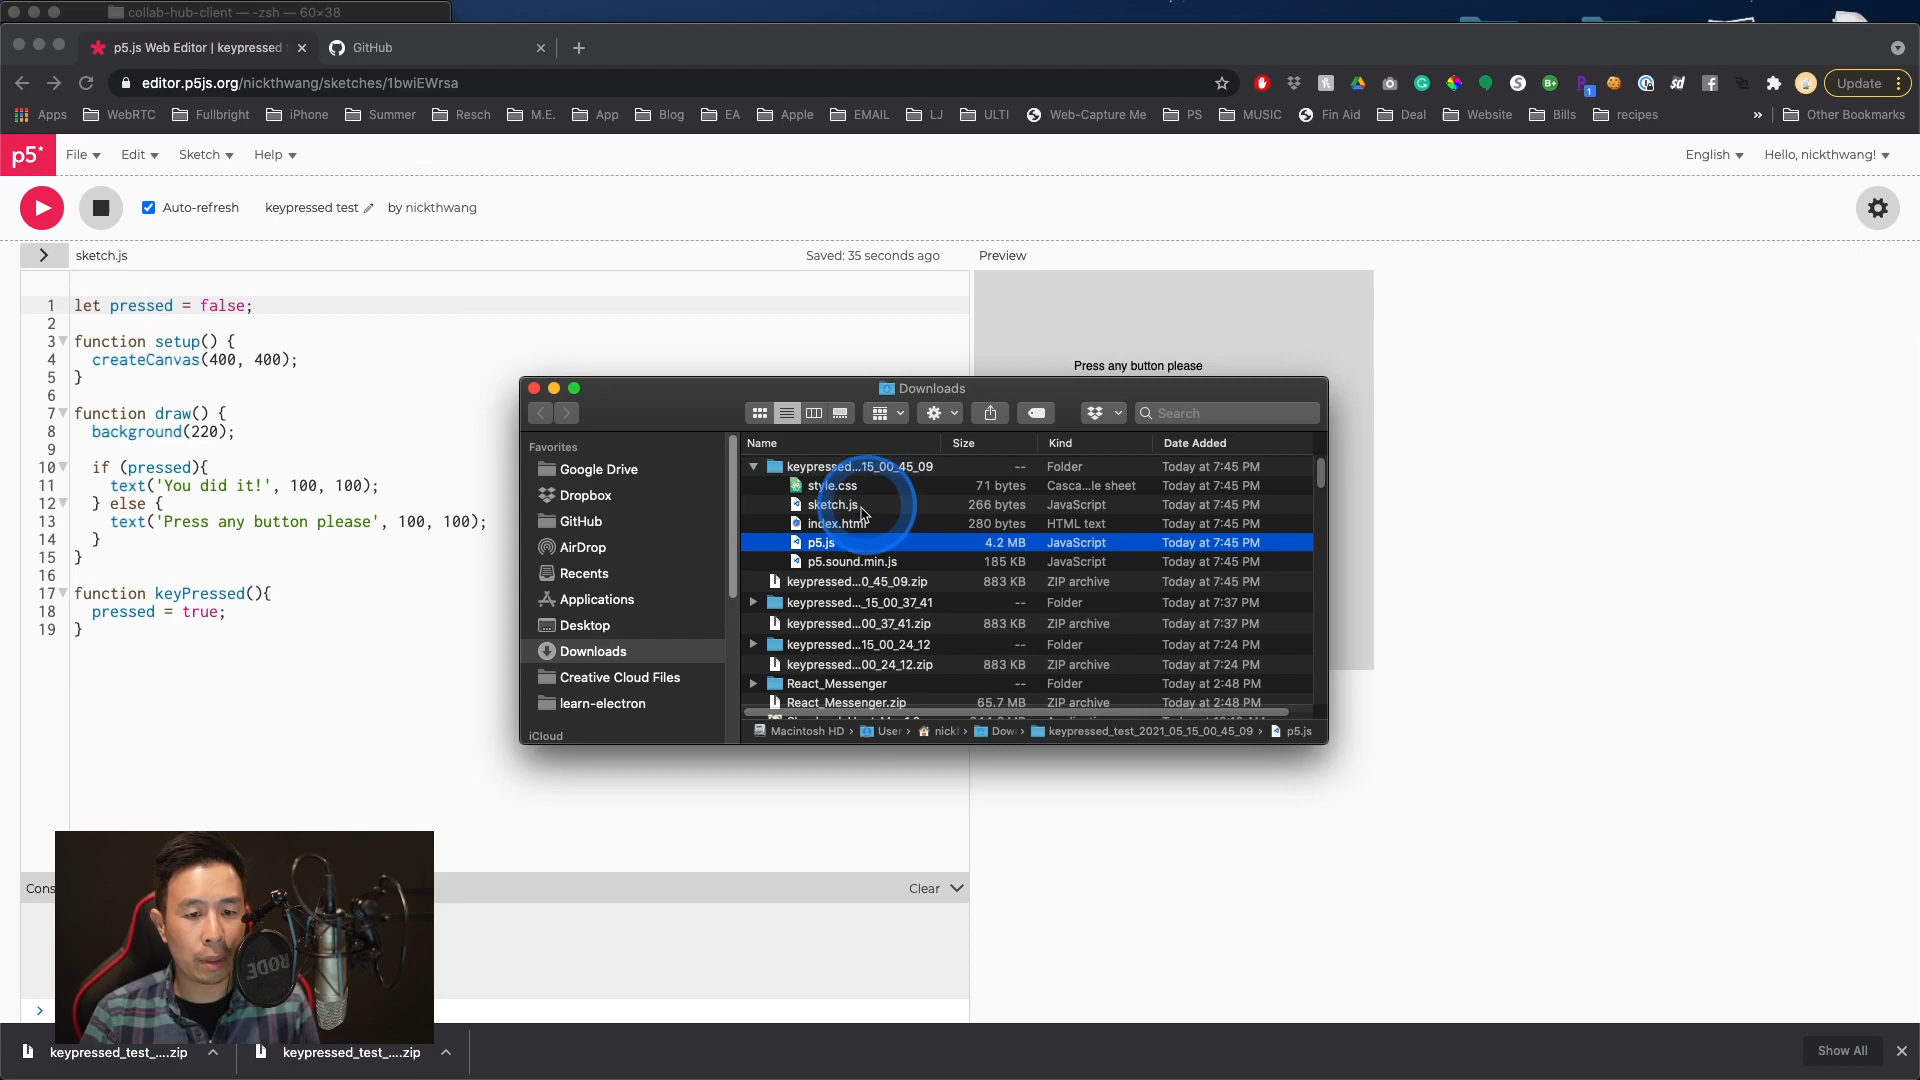 collab-hub-client — -zsh — 60×38
p5.js Web Editor | keypressed
GitHub
editor.p5js.org/nickthwang/sketches/1bwiEWrsa
Update
Apps WebRTC Fullbright iPhone Summer Resch M.E. App Blog EA Apple EMAIL LJ ULTI Web-Capture Me PS MUSIC Fin Aid Deal Website Bills recipes » Other Bookmarks
p5* File Edit Sketch Help English Hello, nickthwang!
Auto-refresh keypressed test by nickthwang
sketch.js Saved: 35 seconds ago Preview
1 let pressed = false;
2
3 function setup() {
4 createCanvas(400, 400);
5 }
6
7 function draw() {
8 background(220);
9
10 if (pressed){
11 text('You did it!', 100, 100);
12 } else {
13 text('Press any button please', 100, 100);
14 }
15 }
16
17 function keyPressed(){
18 pressed = true;
19 }
Press any button please
Downloads
Search
Favorites
Google Drive
Dropbox
GitHub
AirDrop
Recents
Applications
Desktop
Downloads
Creative Cloud Files
learn-electron
iCloud
Name Size Kind Date Added
keypressed...15_00_45_09 -- Folder Today at 7:45 PM
style.css 71 bytes Casca...le sheet Today at 7:45 PM
sketch.js 266 bytes JavaScript Today at 7:45 PM
index.html 280 bytes HTML text Today at 7:45 PM
p5.js 4.2 MB JavaScript Today at 7:45 PM
p5.sound.min.js 185 KB JavaScript Today at 7:45 PM
keypressed...0_45_09.zip 883 KB ZIP archive Today at 7:45 PM
keypressed..._15_00_37_41 -- Folder Today at 7:37 PM
keypressed...00_37_41.zip 883 KB ZIP archive Today at 7:37 PM
keypressed...15_00_24_12 -- Folder Today at 7:24 PM
keypressed...00_24_12.zip 883 KB ZIP archive Today at 7:24 PM
React_Messenger -- Folder Today at 2:48 PM
React_Messenger.zip 65.7 MB ZIP archive Today at 2:48 PM
Macintosh HD › User › nick › Dow › keypressed_test_2021_05_15_00_45_09 › p5.js
Cons
Clear
RØDE
keypressed_test_....zip
keypressed_test_....zip
Show All